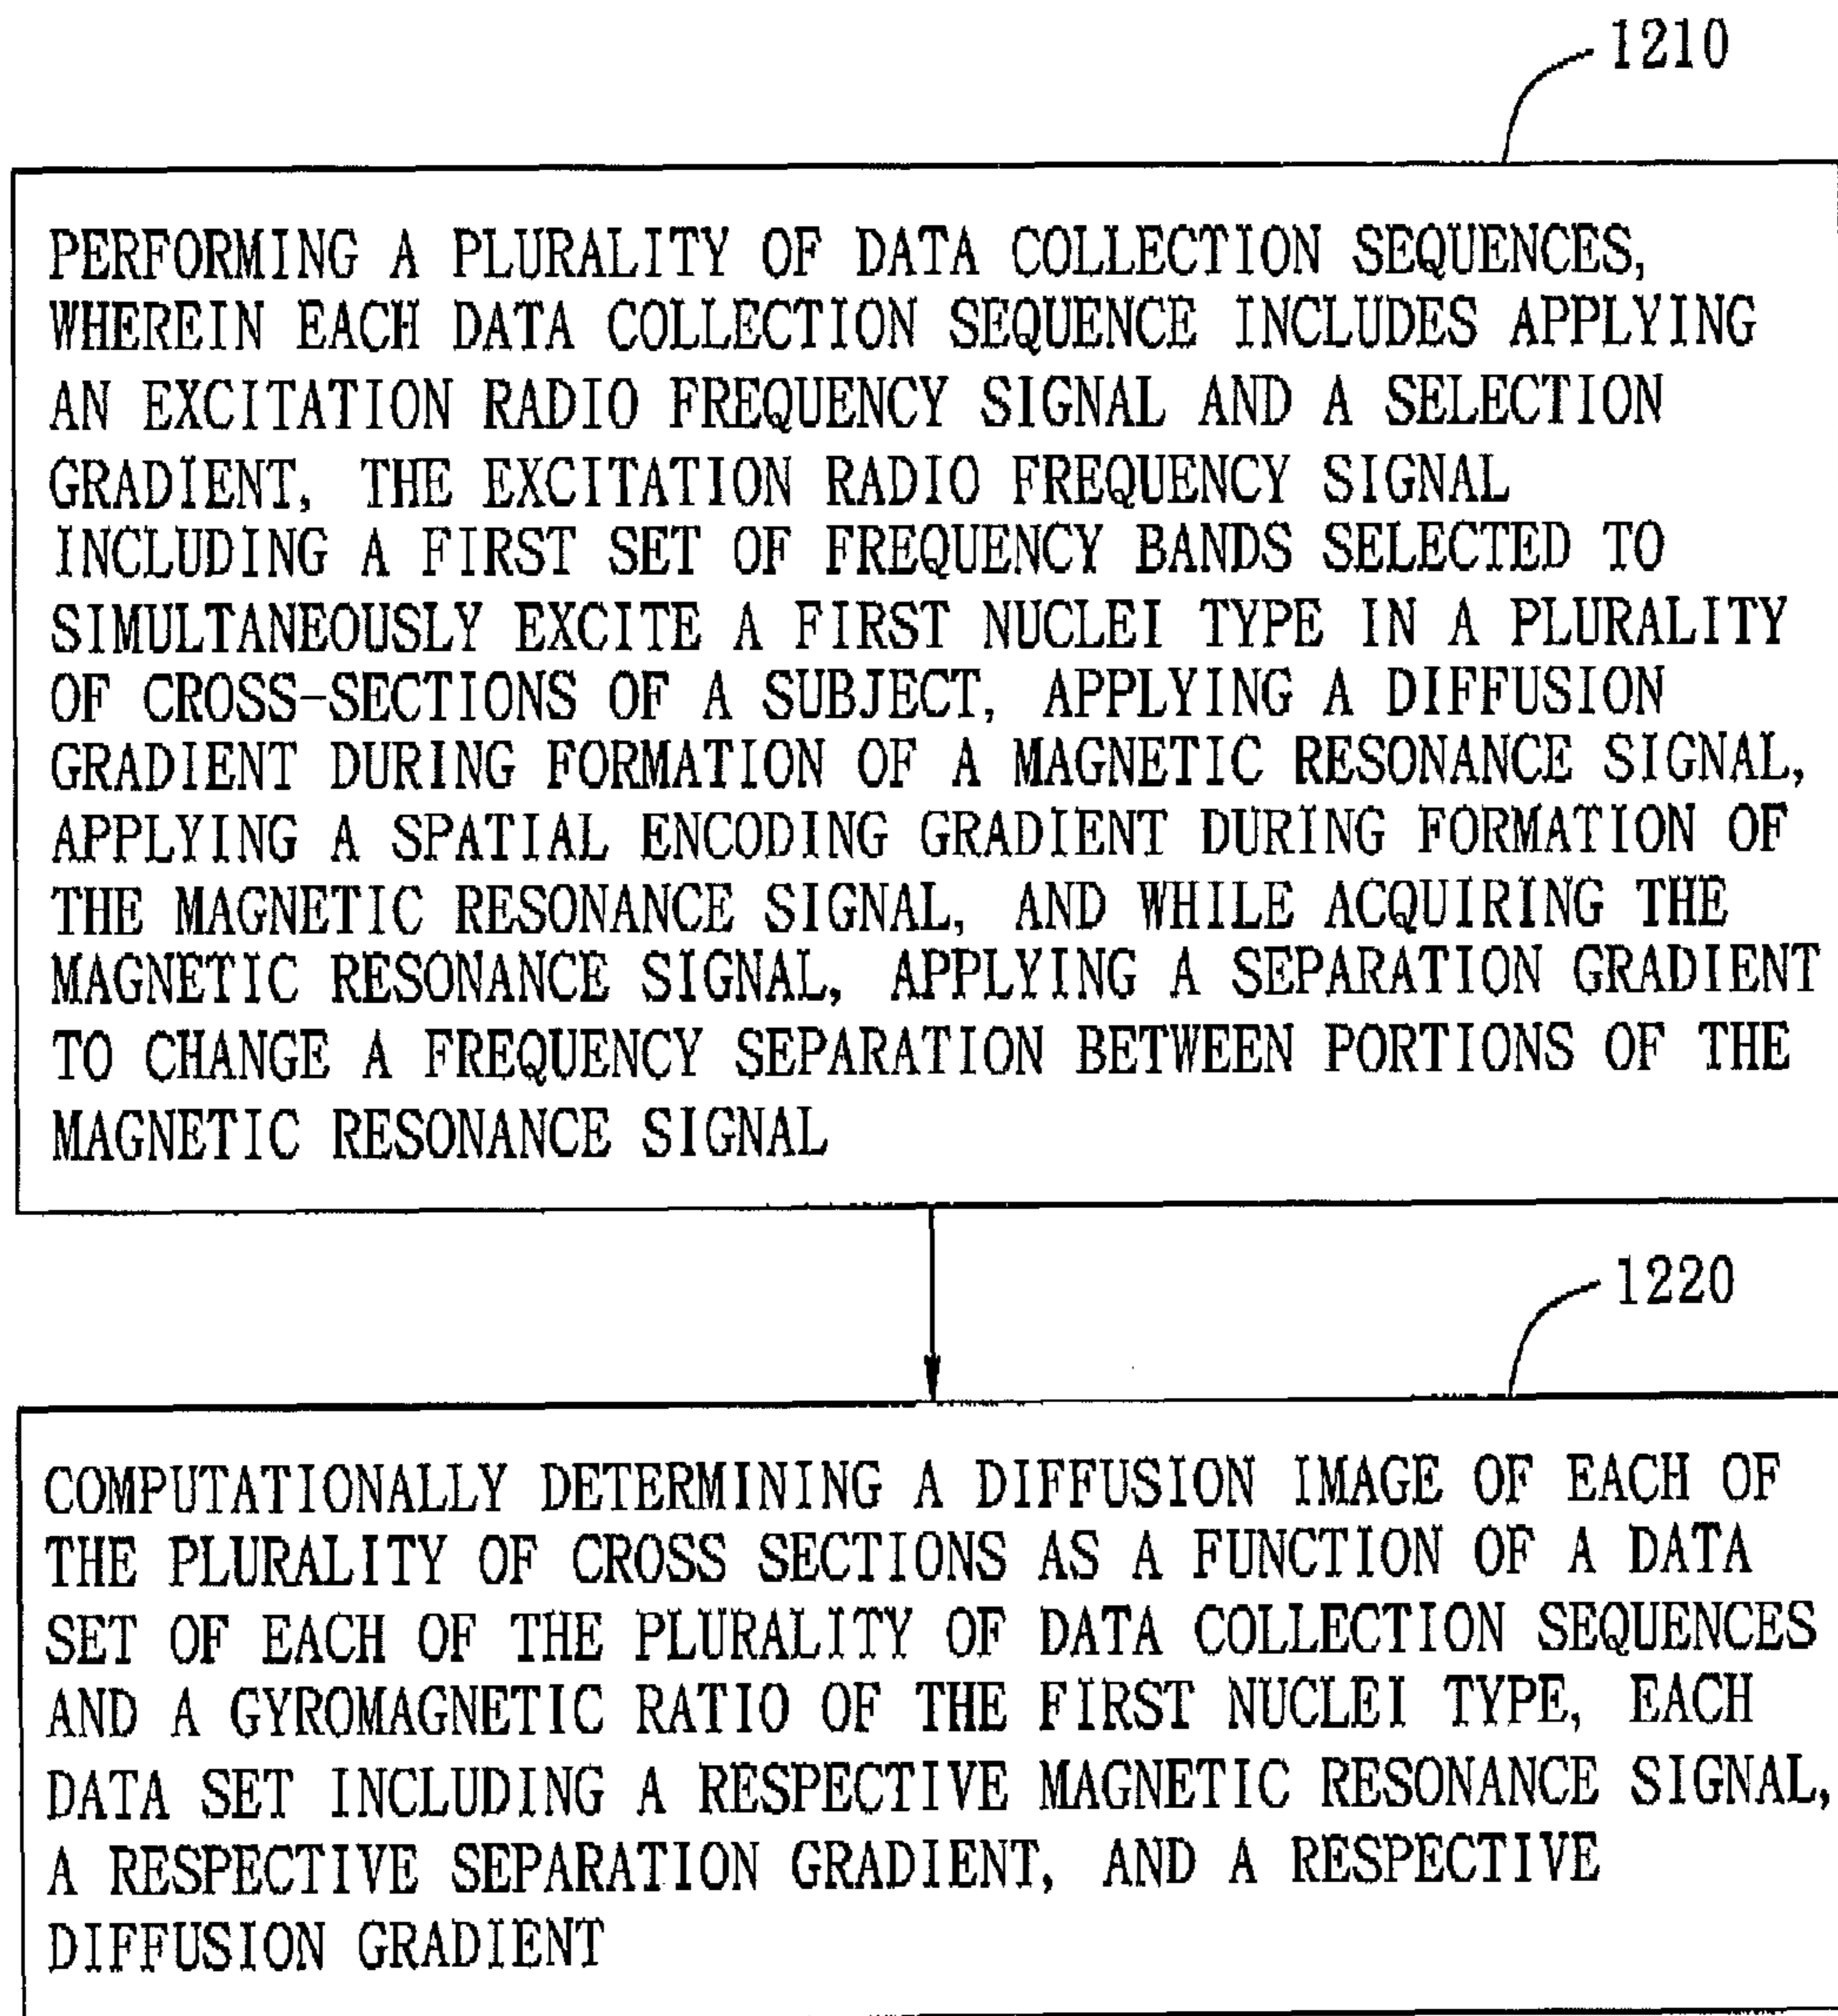 1210
PERFORMING A PLURALITY OF DATA COLLECTION SEQUENCES,
WHEREIN EACH DATA COLLECTION SEQUENCE INCLUDES APPLYING
AN EXCITATION RADIO FREQUENCY SIGNAL AND A SELECTION
GRADIENT, THE EXCITATION RADIO FREQUENCY SIGNAL
INCLUDING A FIRST SET OF FREQUENCY BANDS SELECTED TO
SIMULTANEOUSLY EXCITE A FIRST NUCLEI TYPE IN A PLURALITY
OF CROSS-SECTIONS OF A SUBJECT, APPLYING A DIFFUSION
GRADIENT DURING FORMATION OF A MAGNETIC RESONANCE SIGNAL,
APPLYING A SPATIAL ENCODING GRADIENT DURING FORMATION OF
THE MAGNETIC RESONANCE SIGNAL, AND WHILE ACQUIRING THE
MAGNETIC RESONANCE SIGNAL, APPLYING A SEPARATION GRADIENT
TO CHANGE A FREQUENCY SEPARATION BETWEEN PORTIONS OF THE
MAGNETIC RESONANCE SIGNAL
1220
COMPUTATIONALLY DETERMINING A DIFFUSION IMAGE OF EACH OF
THE PLURALITY OF CROSS SECTIONS AS A FUNCTION OF A DATA
SET OF EACH OF THE PLURALITY OF DATA COLLECTION SEQUENCES
AND A GYROMAGNETIC RATIO OF THE FIRST NUCLEI TYPE, EACH
DATA SET INCLUDING A RESPECTIVE MAGNETIC RESONANCE SIGNAL,
A RESPECTIVE SEPARATION GRADIENT, AND A RESPECTIVE
DIFFUSION GRADIENT